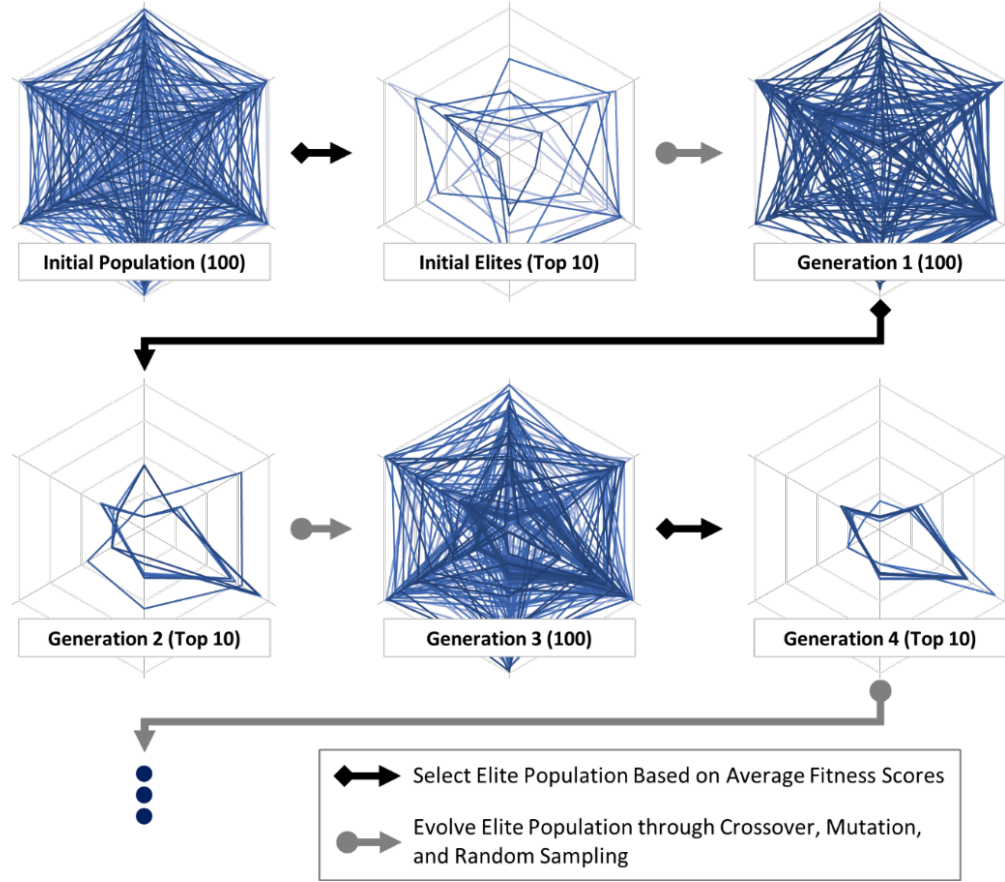 Initial Population (100)
Initial Elites (Top 10)
Generation 1 (100)
Generation 2 (Top 10)
Generation 3 (100)
Generation 4 (Top 10)
Select Elite Population Based on Average Fitness Scores
Evolve Elite Population through Crossover, Mutation,
and Random Sampling